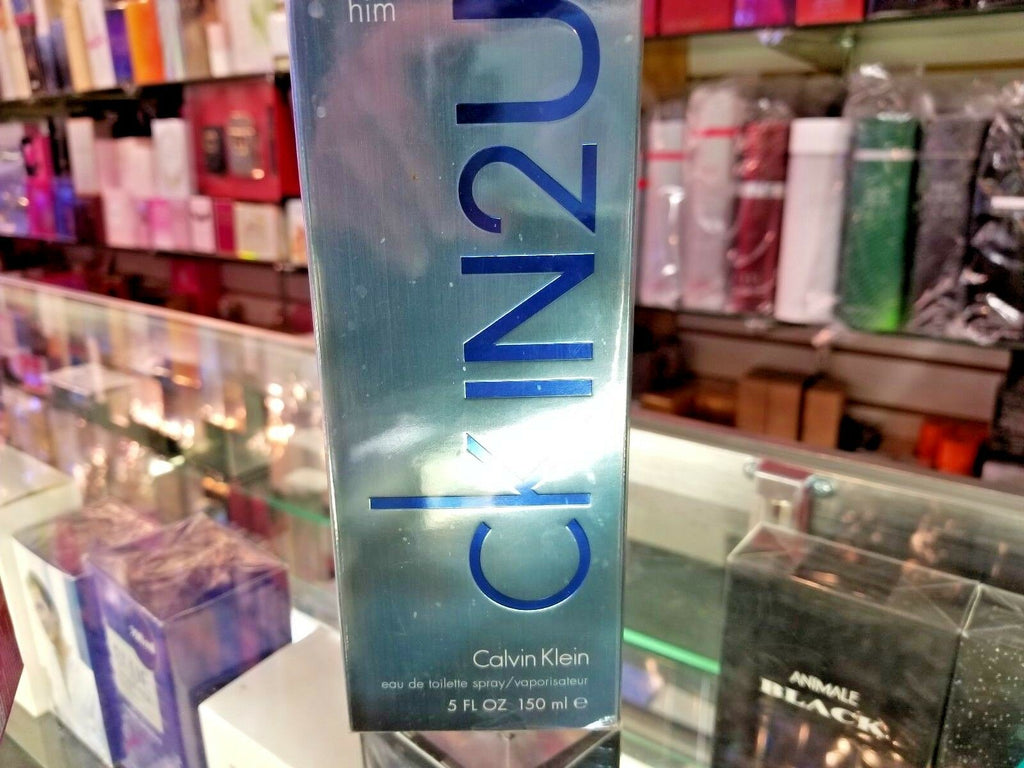 him
ck IN2U
Calvin Klein
eau de toilette spray/vaporisateur
5 FL OZ 150 ml ℮
ANIMALE
BLACK